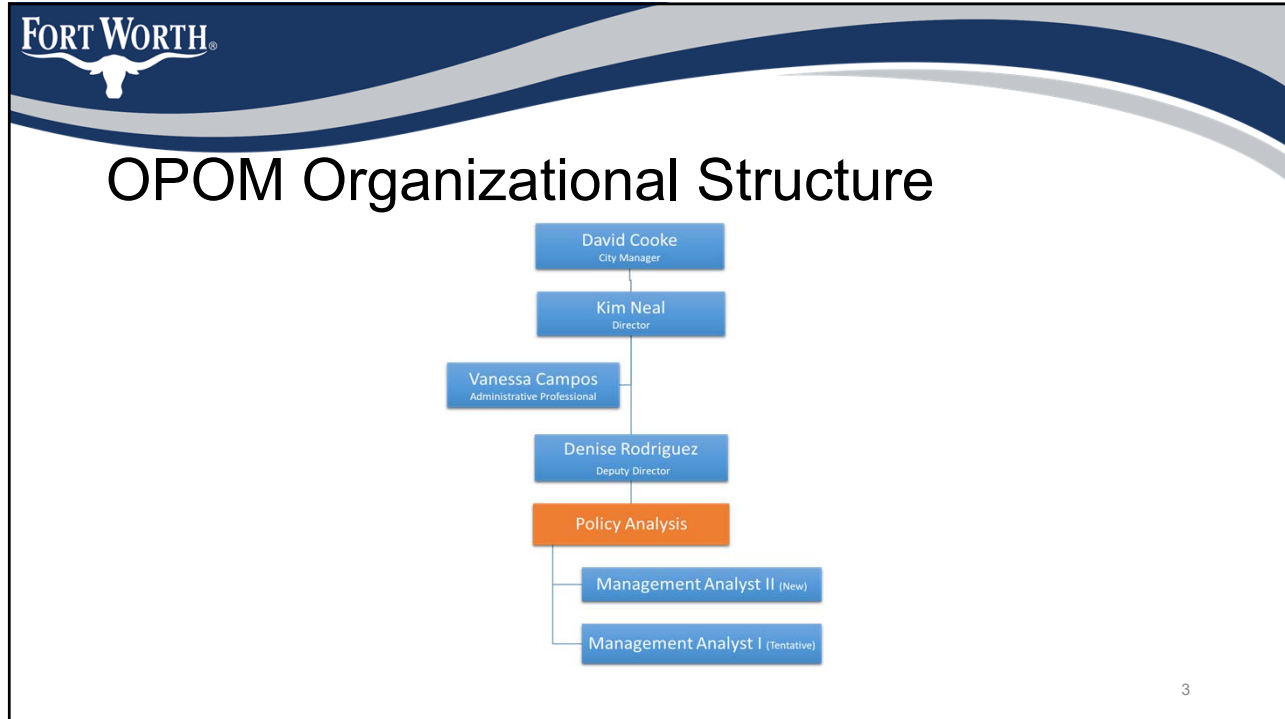 FORT WORTH®
OPOM Organizational Structure
David Cooke
City Manager
Kim Neal
Director
Vanessa Campos
Administrative Professional
Denise Rodriguez
Deputy Director
Policy Analysis
Management Analyst II (New)
Management Analyst I (Tentative)
3